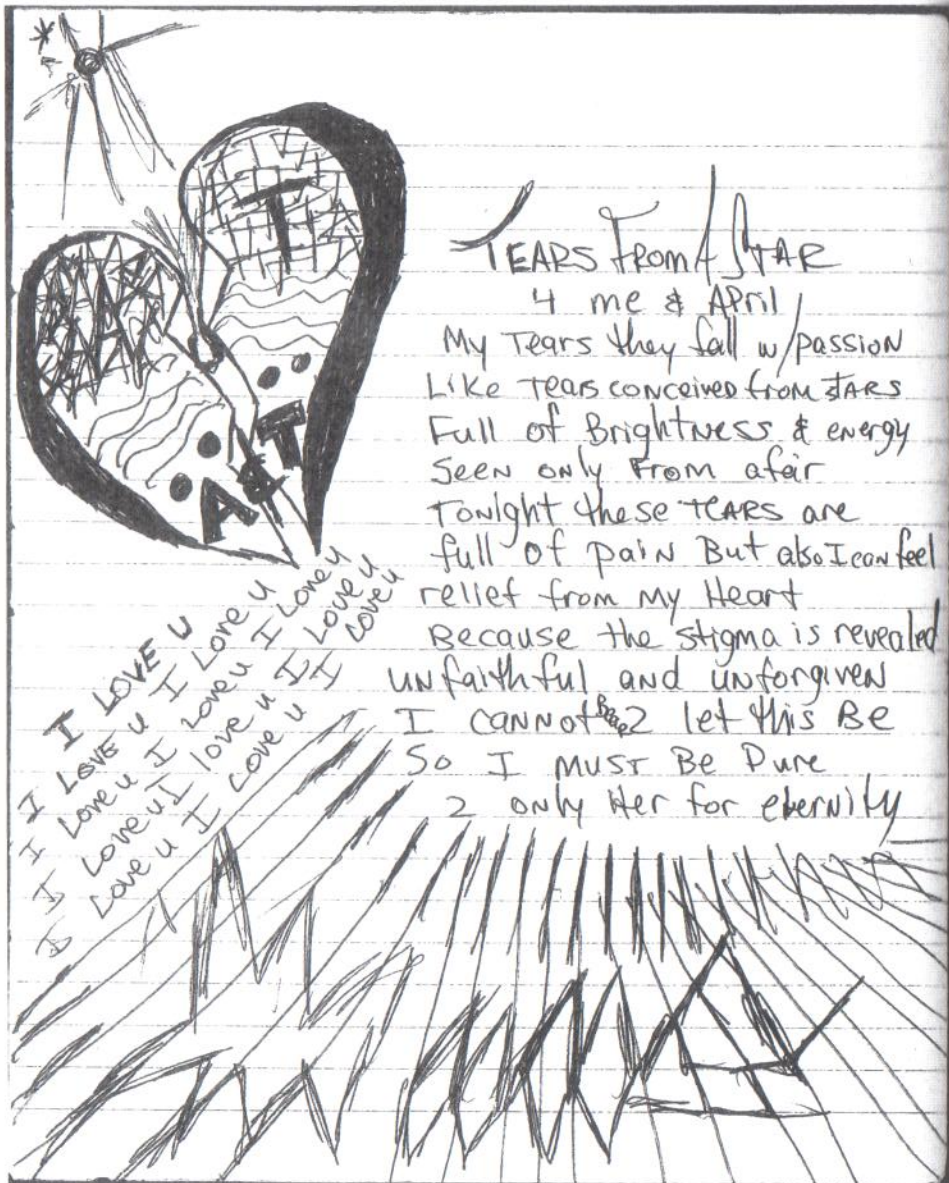 T
A & T
TEARS From A STAR
4 me & April
My Tears they fall w/passion
Like Tears conceived from STARS
Full of Brightness & energy
Seen only From afair
Tonight these TEARS are
full of pain But also I can feel
relief from My Heart
Because the stigma is revealed
unfaithful and unforgiven
I cannot 2 let this Be
So I must Be Pure
2 only Her for eternity
I LOVE U
I LOVE U I LOVE U
I Love u I Love u I Love u
I Love u I love u I Love u
I Love u I Love u I Love u